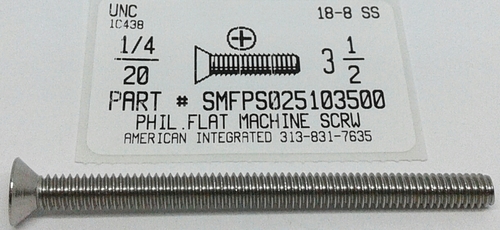 UNC 18-8 SS
1C438
1/4
20
3 1/2
PART # SMFPS025103500
PHIL.FLAT MACHINE SCRW
AMERICAN INTEGRATED 313-831-7635